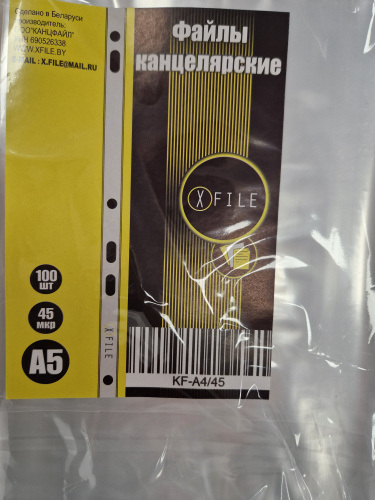 Сделано в Беларуси
Производитель:
ООО"КАНЦФАЙЛ"
УНН 690526338
WWW.XFILE.BY
E-MAIL : X.FILE@MAIL.RU
Файлы
канцелярские
X FILE
100
шт
45
мкр
A5
X FILE
KF-A4/45